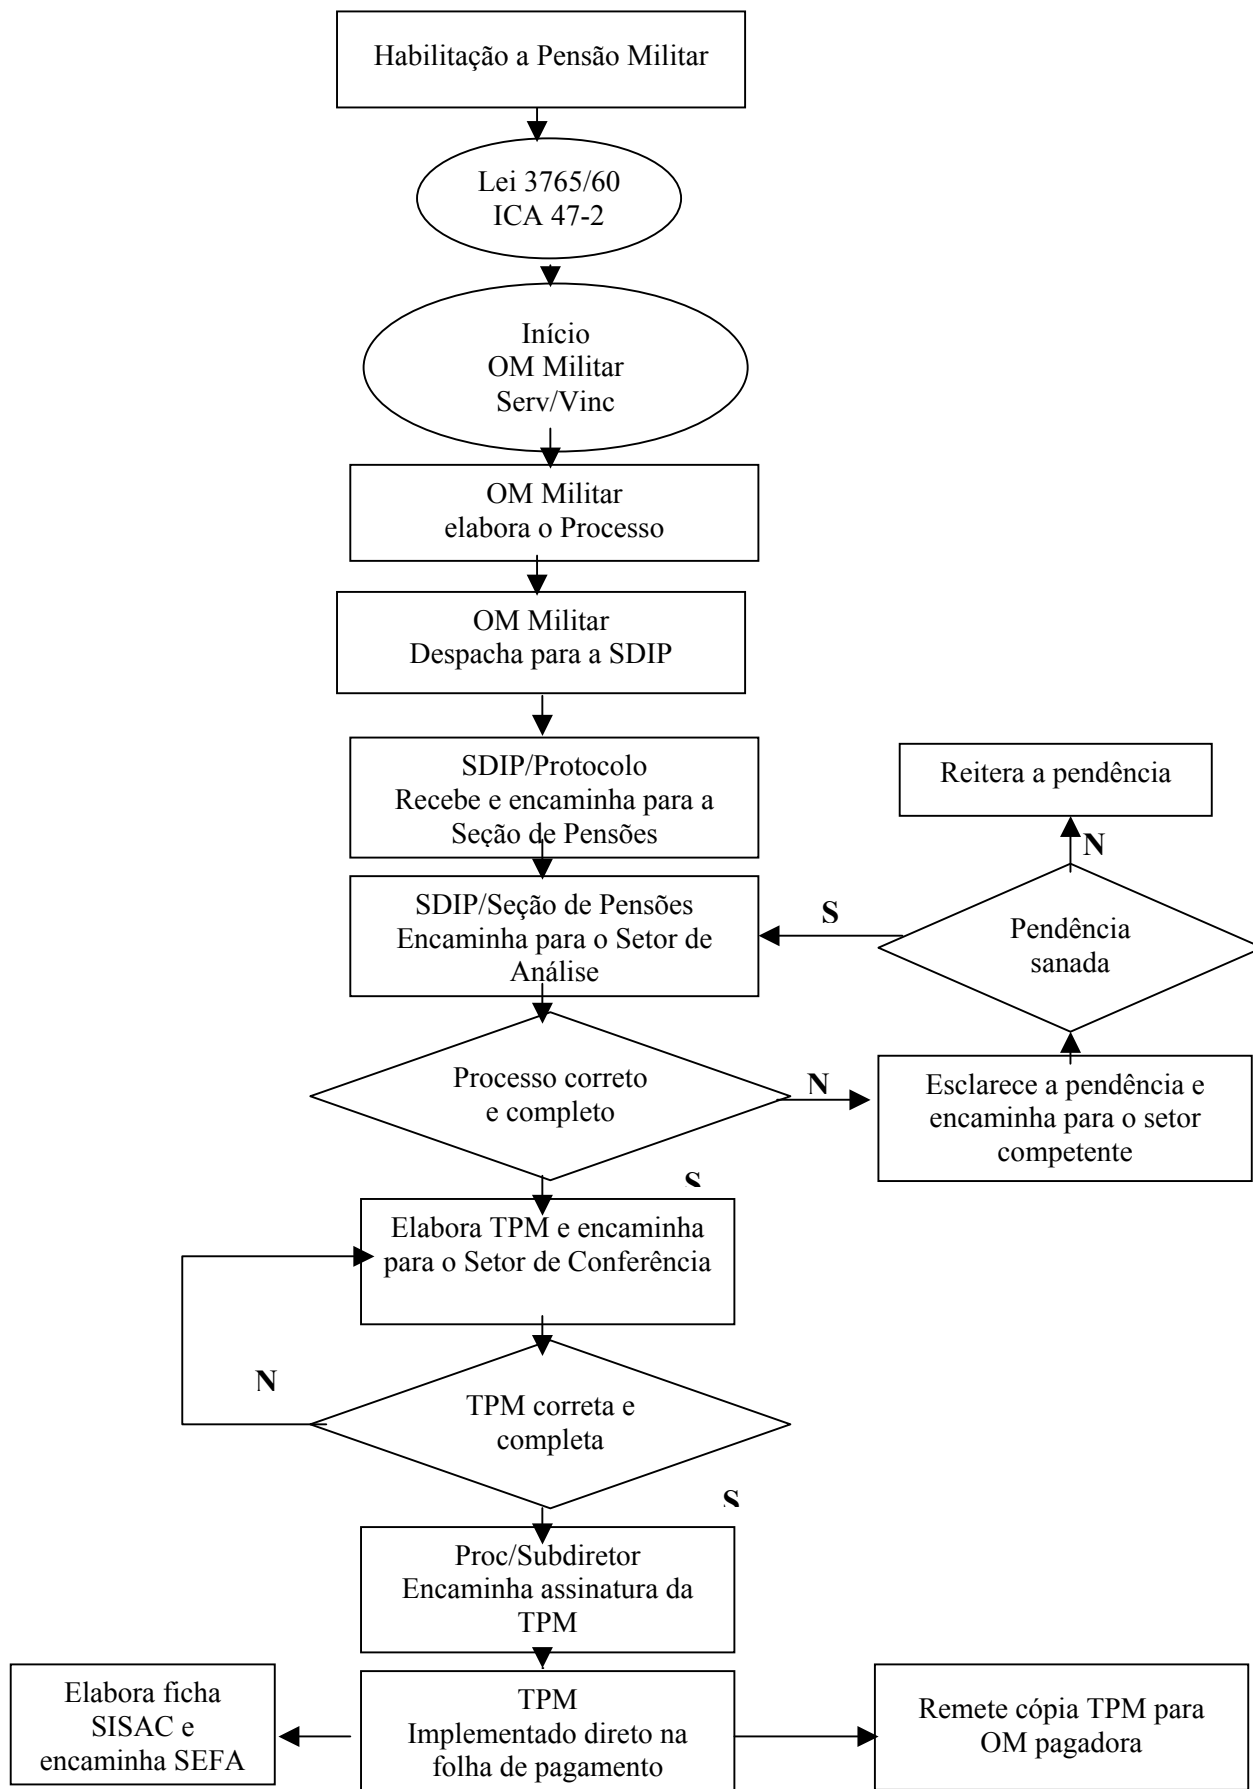 Habilitação a Pensão Militar
Lei 3765/60
ICA 47-2
Início
OM Militar
Serv/Vinc
OM Militar
elabora o Processo
OM Militar
Despacha para a SDIP
SDIP/Protocolo
Recebe e encaminha para a
Seção de Pensões
Reitera a pendência
N
SDIP/Seção de Pensões
Encaminha para o Setor de
Análise
S
Pendência
sanada
Processo correto
e completo
N
Esclarece a pendência e
encaminha para o setor
competente
S
Elabora TPM e encaminha
para o Setor de Conferência
N
TPM correta e
completa
S
Proc/Subdiretor
Encaminha assinatura da
TPM
Elabora ficha
SISAC e
encaminha SEFA
TPM
Implementado direto na
folha de pagamento
Remete cópia TPM para
OM pagadora